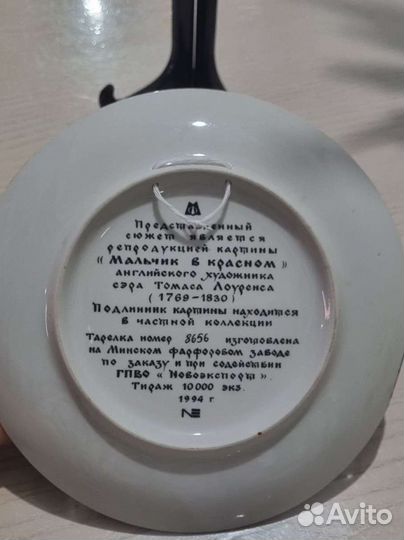 Представленный
сюжет является
репродукцией картины
« Мальчик в красном »
английского художника
сэра Томаса Лоуренса
( 1769 - 1830 )
Подлинник картины находится
в частной коллекции
Тарелка номер 8656 изготовлена
на Минском фарфоровом заводе
по заказу и при содействии
ГПВО « Новоэкспорт » .
Тираж 10 000 экз.
1994 г
Avito